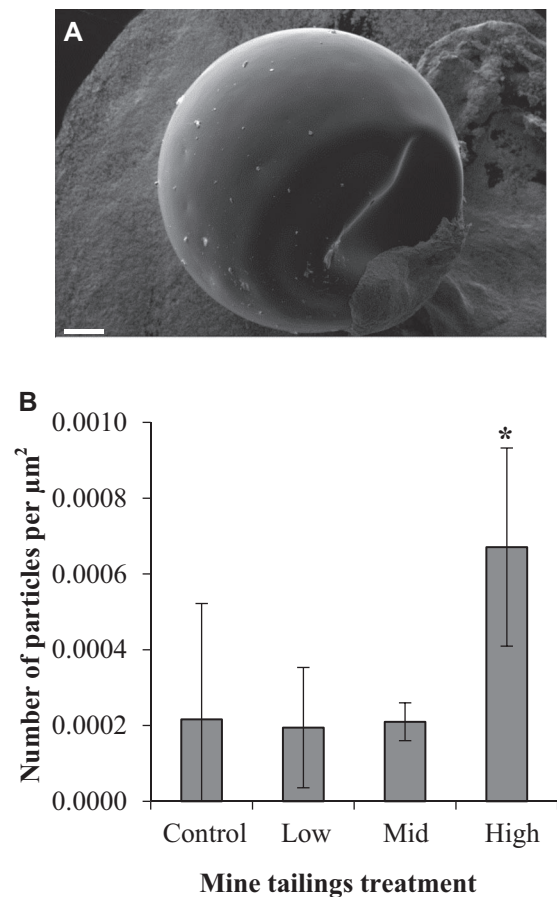 A
B
Number of particles per µm²
0.0010
0.0008
0.0006
0.0004
0.0002
0.0000
*
Control Low Mid High
Mine tailings treatment